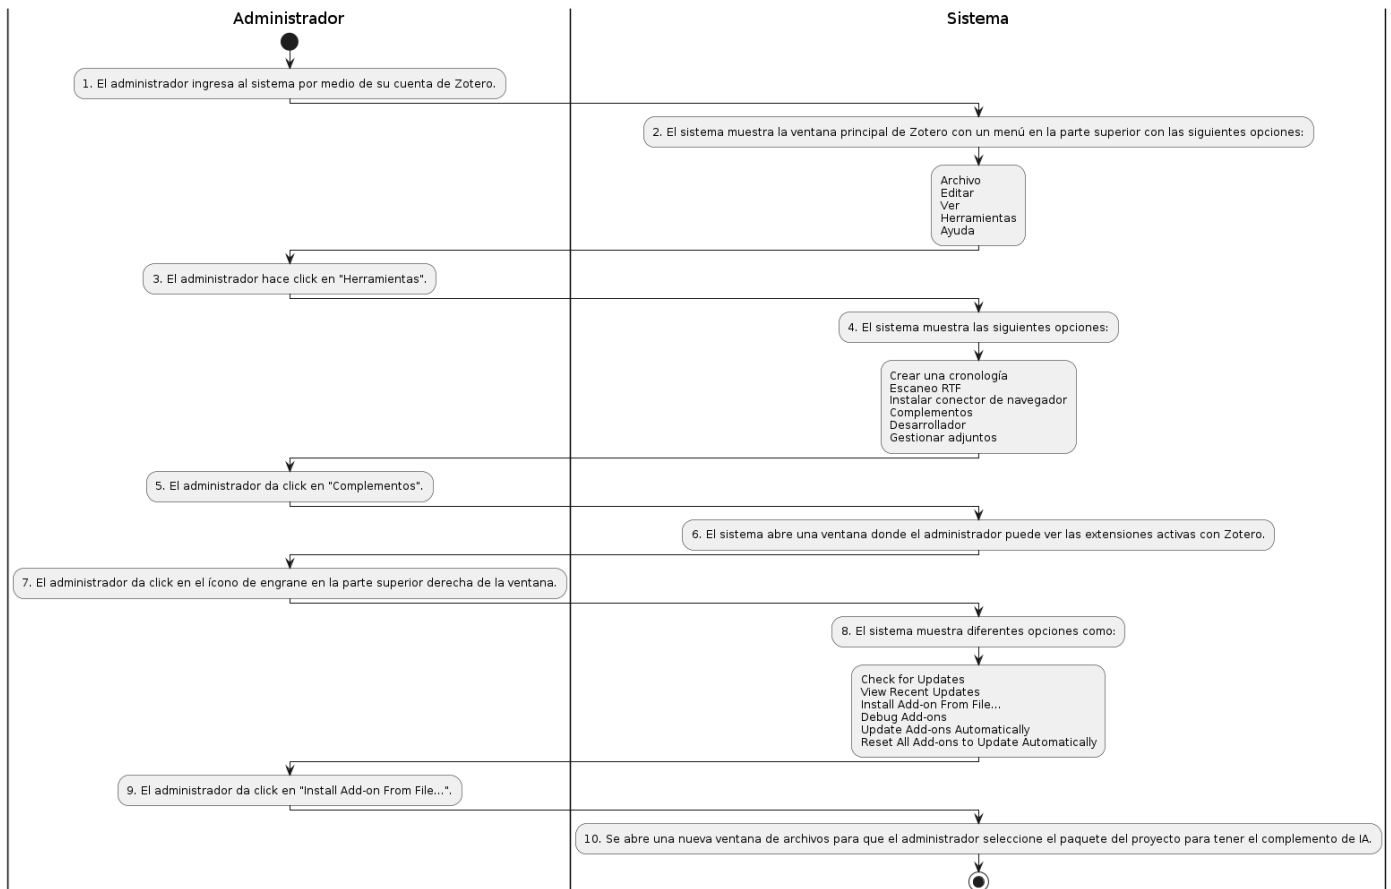 Administrador
Sistema
1. El administrador ingresa al sistema por medio de su cuenta de Zotero.
2. El sistema muestra la ventana principal de Zotero con un menú en la parte superior con las siguientes opciones:
Archivo
Editar
Ver
Herramientas
Ayuda
3. El administrador hace click en "Herramientas".
4. El sistema muestra las siguientes opciones:
Crear una cronología
Escaneo RTF
Instalar conector de navegador
Complementos
Desarrollador
Gestionar adjuntos
5. El administrador da click en "Complementos".
6. El sistema abre una ventana donde el administrador puede ver las extensiones activas con Zotero.
7. El administrador da click en el ícono de engrane en la parte superior derecha de la ventana.
8. El sistema muestra diferentes opciones como:
Check for Updates
View Recent Updates
Install Add-on From File...
Debug Add-ons
Update Add-ons Automatically
Reset All Add-ons to Update Automatically
9. El administrador da click en "Install Add-on From File...".
10. Se abre una nueva ventana de archivos para que el administrador seleccione el paquete del proyecto para tener el complemento de IA.